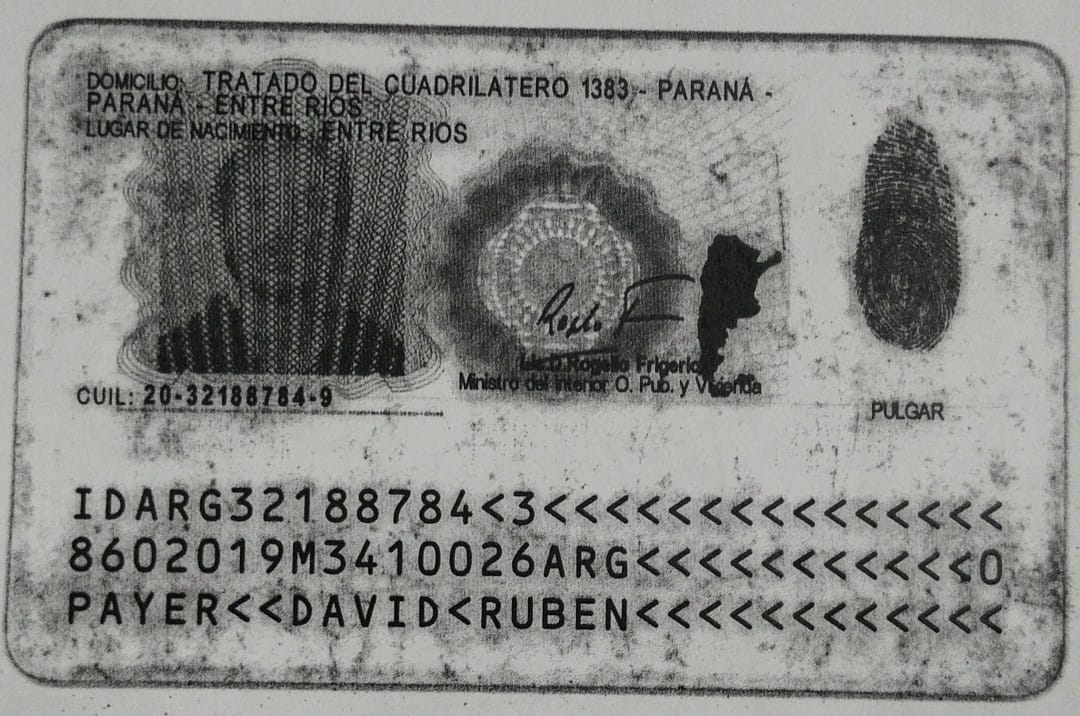 DOMICILIO: TRATADO DEL CUADRILATERO 1383 - PARANÁ -
PARANÁ - ENTRE RIOS
LUGAR DE NACIMIENTO: ENTRE RIOS
Rogelio Frigerio
Ministro del Interior O. Pub. y Vivienda
CUIL: 20-32188784-9
PULGAR
IDARG32188784<3<<<<<<<<<<<<<<<
8602019M3410026ARG<<<<<<<<<<<0
PAYER<<DAVID<RUBEN<<<<<<<<<<<<